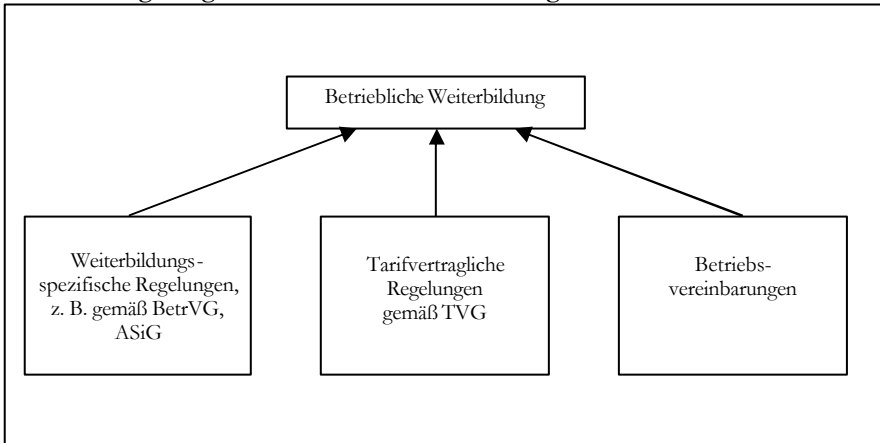 Betriebliche Weiterbildung
Weiterbildungs-
spezifische Regelungen,
z. B. gemäß BetrVG,
ASiG
Tarifvertragliche
Regelungen
gemäß TVG
Betriebs-
vereinbarungen